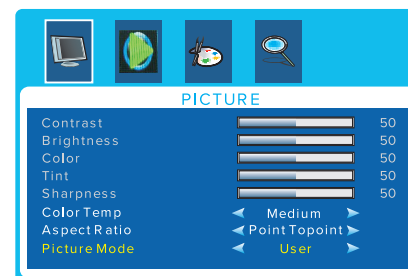 PICTURE
Contrast 50
Brightness 50
Color 50
Tint 50
Sharpness 50
Color Temp Medium
Aspect Ratio Point Topoint
Picture Mode User